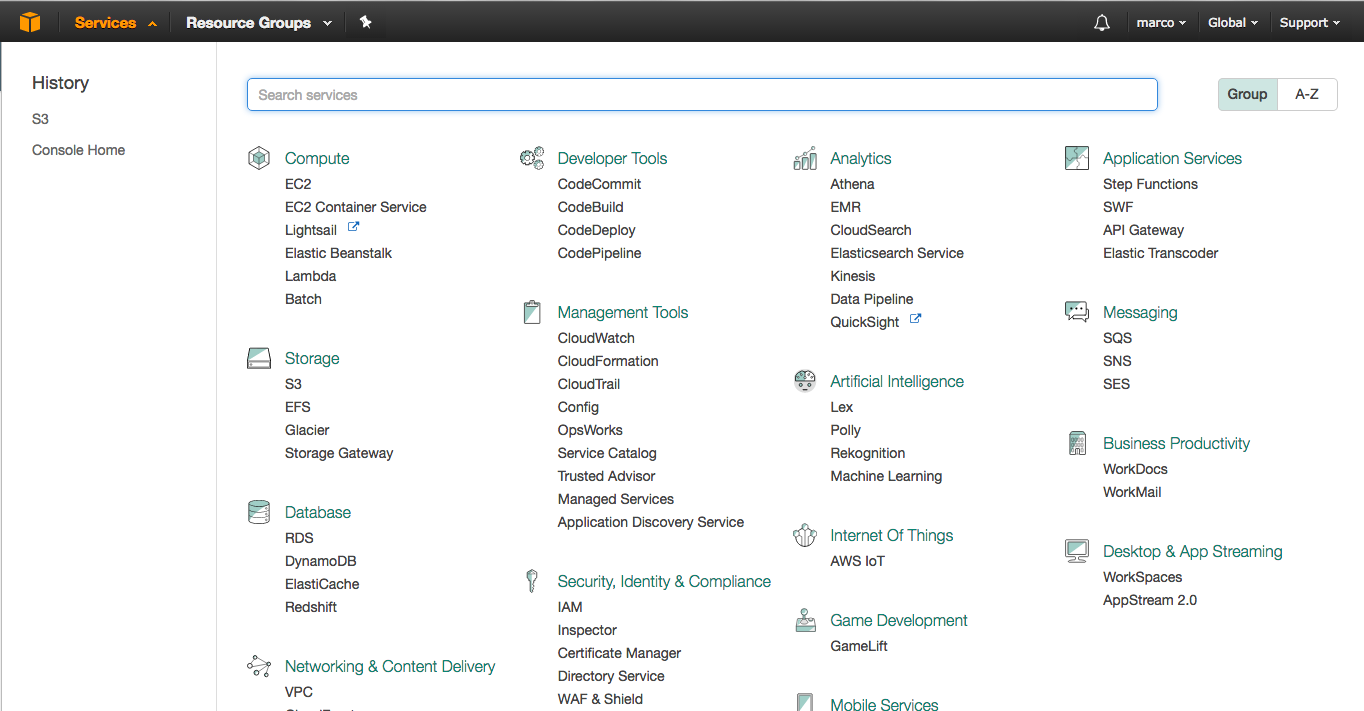 Services
Resource Groups
marco
Global
Support
History
S3
Console Home
Search services
Group
A-Z
Compute
EC2
EC2 Container Service
Lightsail
Elastic Beanstalk
Lambda
Batch
Storage
S3
EFS
Glacier
Storage Gateway
Database
RDS
DynamoDB
ElastiCache
Redshift
Networking & Content Delivery
VPC
Developer Tools
CodeCommit
CodeBuild
CodeDeploy
CodePipeline
Management Tools
CloudWatch
CloudFormation
CloudTrail
Config
OpsWorks
Service Catalog
Trusted Advisor
Managed Services
Application Discovery Service
Security, Identity & Compliance
IAM
Inspector
Certificate Manager
Directory Service
WAF & Shield
Analytics
Athena
EMR
CloudSearch
Elasticsearch Service
Kinesis
Data Pipeline
QuickSight
Artificial Intelligence
Lex
Polly
Rekognition
Machine Learning
Internet Of Things
AWS IoT
Game Development
GameLift
Mobile Services
Application Services
Step Functions
SWF
API Gateway
Elastic Transcoder
Messaging
SQS
SNS
SES
Business Productivity
WorkDocs
WorkMail
Desktop & App Streaming
WorkSpaces
AppStream 2.0